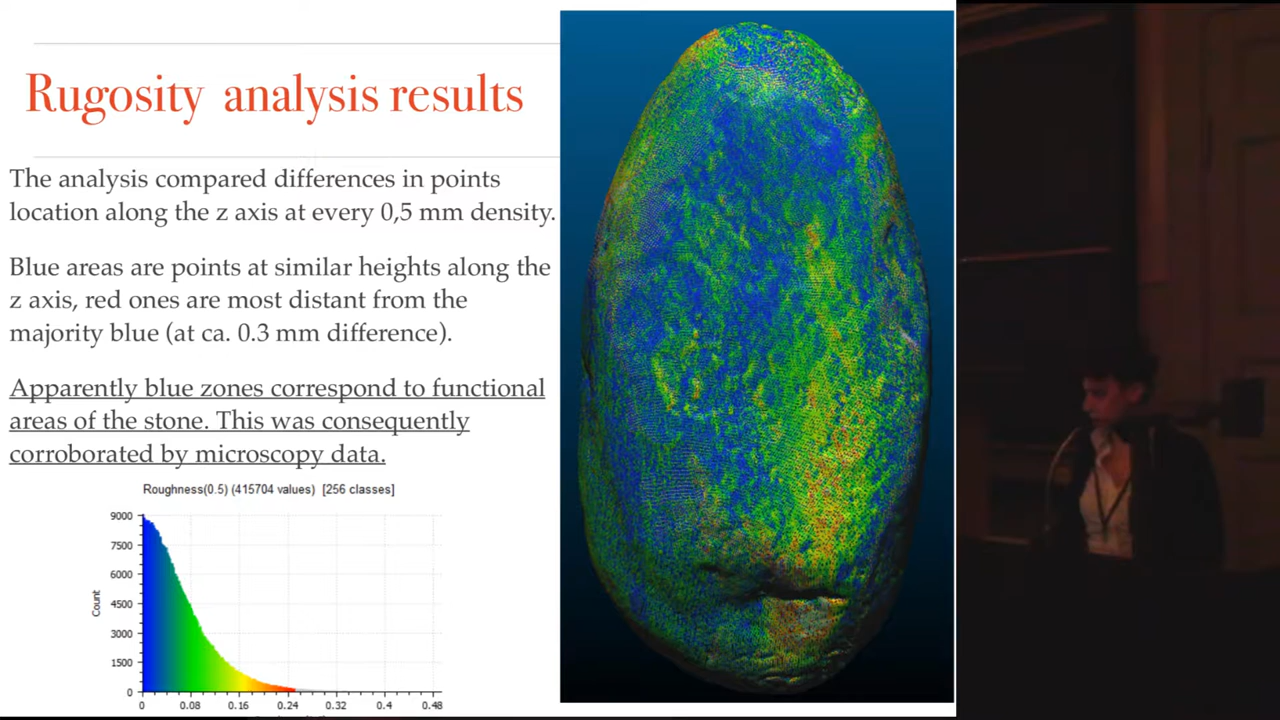 Rugosity analysis results
The analysis compared differences in points
location along the z axis at every 0,5 mm density.
Blue areas are points at similar heights along the
z axis, red ones are most distant from the
majority blue (at ca. 0.3 mm difference).
Apparently blue zones correspond to functional
areas of the stone. This was consequently
corroborated by microscopy data.
Roughness(0.5) (415704 values) [256 classes]
9000
7500
6000
4500
3000
1500
0
Count
0 0.08 0.16 0.24 0.32 0.4 0.48